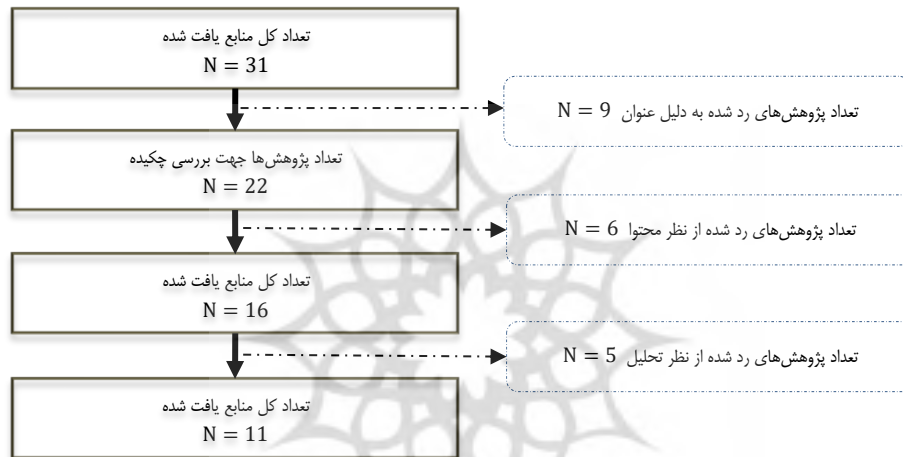 تعداد کل منابع یافت شده
N = 31
تعداد پژوهش‌های رد شده به دلیل عنوان N = 9
تعداد پژوهش‌ها جهت بررسی چکیده
N = 22
تعداد پژوهش‌های رد شده از نظر محتوا N = 6
تعداد کل منابع یافت شده
N = 16
تعداد پژوهش‌های رد شده از نظر تحلیل N = 5
تعداد کل منابع یافت شده
N = 11